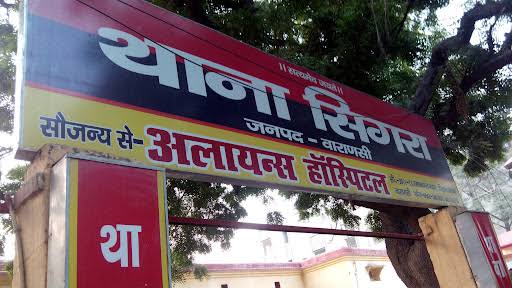 ।। सत्यमेव जयते ।।
थाना सिगरा
जनपद - वाराणसी
सौजन्य से- अलायन्स हॉस्पिटल
था